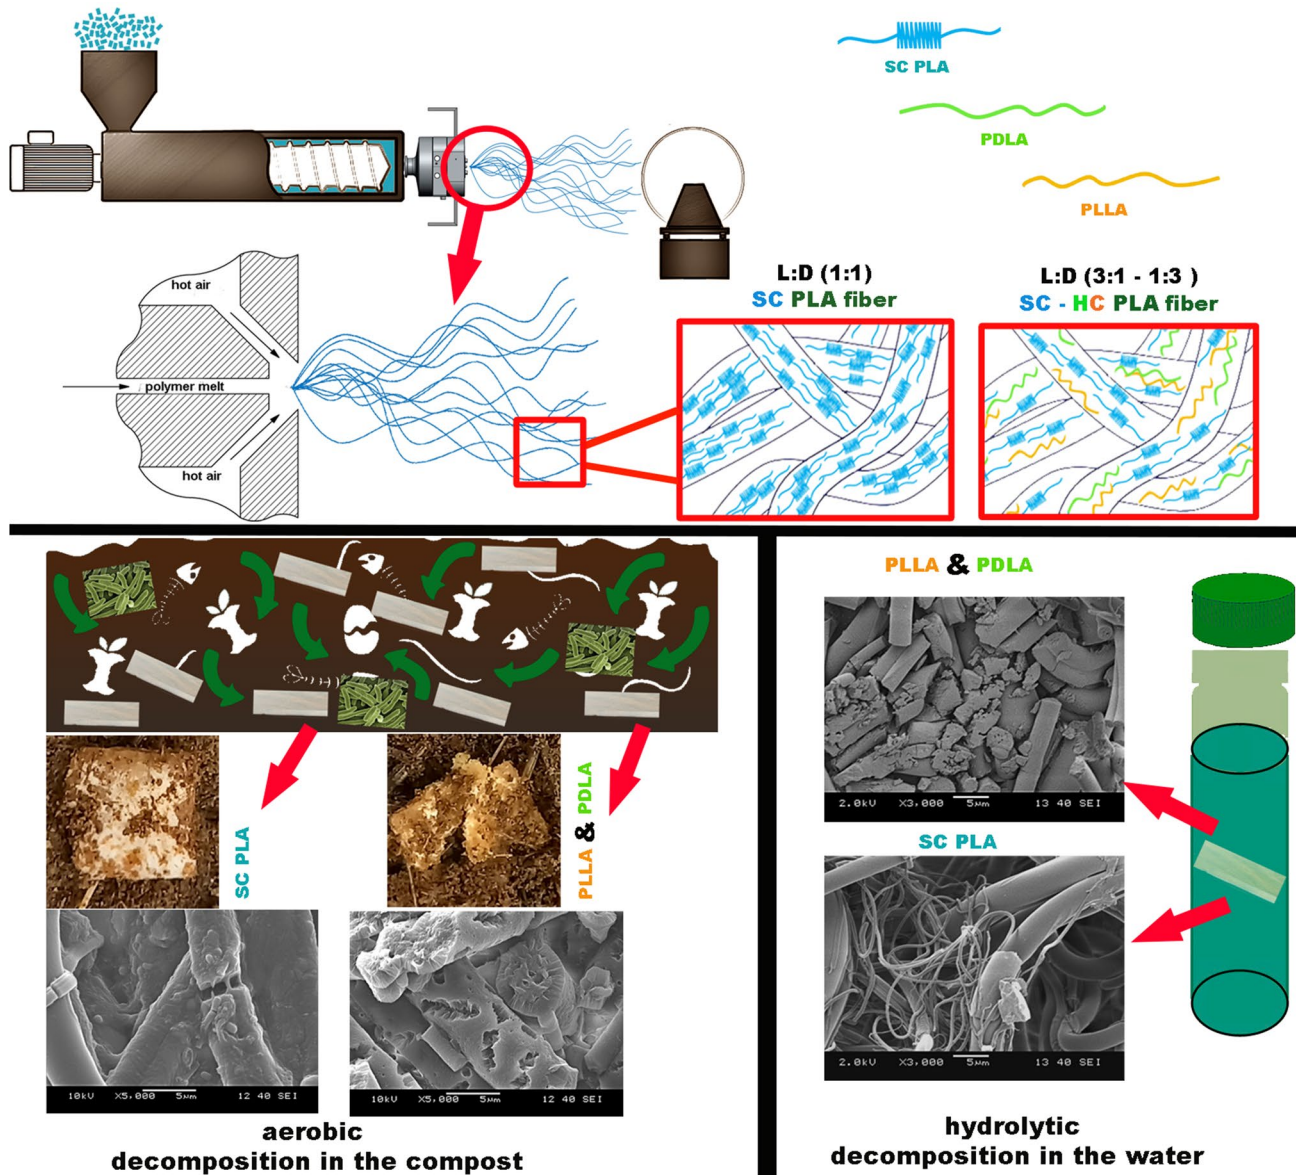 SC PLA
PDLA
PLLA
L:D (1:1)
SC PLA fiber
L:D (3:1 - 1:3 )
SC - HC PLA fiber
hot air
polymer melt
hot air
SC PLA
PLLA & PDLA
10kV X5,000 5μm 12 40 SEI
10kV X5,000 5μm 12 40 SEI
aerobic
decomposition in the compost
PLLA & PDLA
2.0kV X3,000 5μm 13 40 SEI
SC PLA
2.0kV X3,000 5μm 13 40 SEI
hydrolytic
decomposition in the water